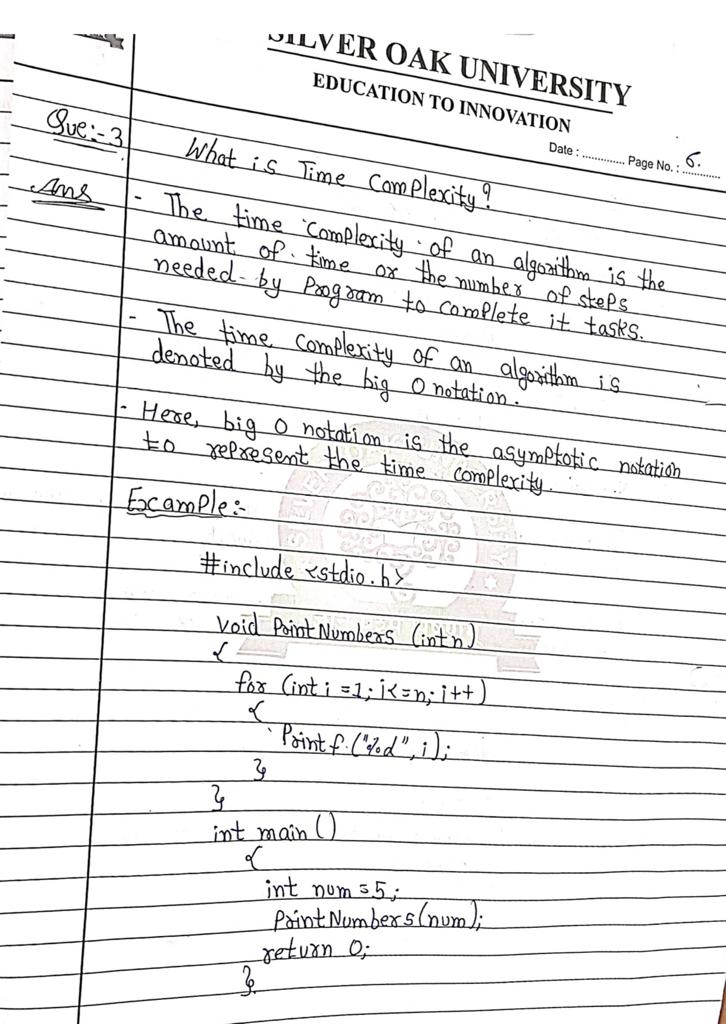 SILVER OAK UNIVERSITY
EDUCATION TO INNOVATION
Date : ............. Page No. : 6.
Que:-3 What is Time Complexity?
Ans - The time complexity of an algorithm is the
amount of time or the number of steps
needed by Program to complete it tasks.
- The time complexity of an algorithm is
denoted by the big O notation.
- Here, big O notation is the asymptotic notation
to represent the time complexity.
Example:-
#include <stdio.h>
void PrintNumbers (int n)
{
for (int i =1; i<=n; i++)
{
Printf ("%d", i);
}
}
int main ()
{
int num =5;
PrintNumbers (num);
return 0;
}